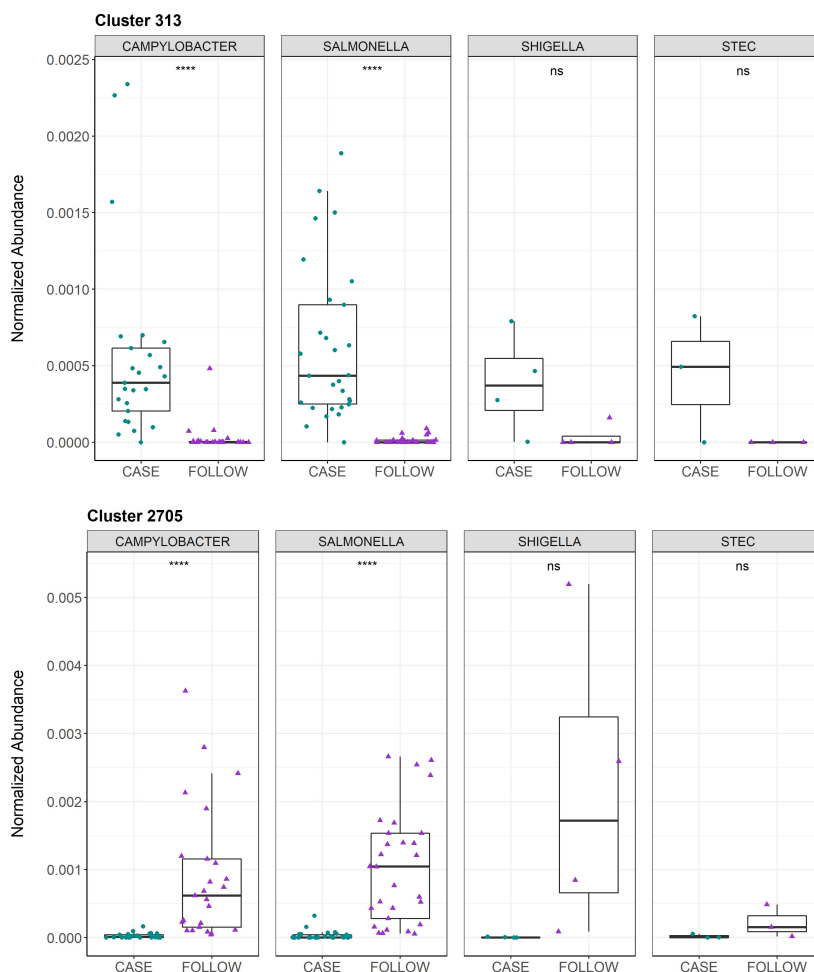 Cluster 313
CAMPYLOBACTER SALMONELLA SHIGELLA STEC
**** **** ns ns
0.0025
0.0020
0.0015
0.0010
0.0005
0.0000
Normalized Abundance
CASE FOLLOW CASE FOLLOW CASE FOLLOW CASE FOLLOW
Cluster 2705
CAMPYLOBACTER SALMONELLA SHIGELLA STEC
**** **** ns ns
0.005
0.004
0.003
0.002
0.001
0.000
Normalized Abundance
CASE FOLLOW CASE FOLLOW CASE FOLLOW CASE FOLLOW